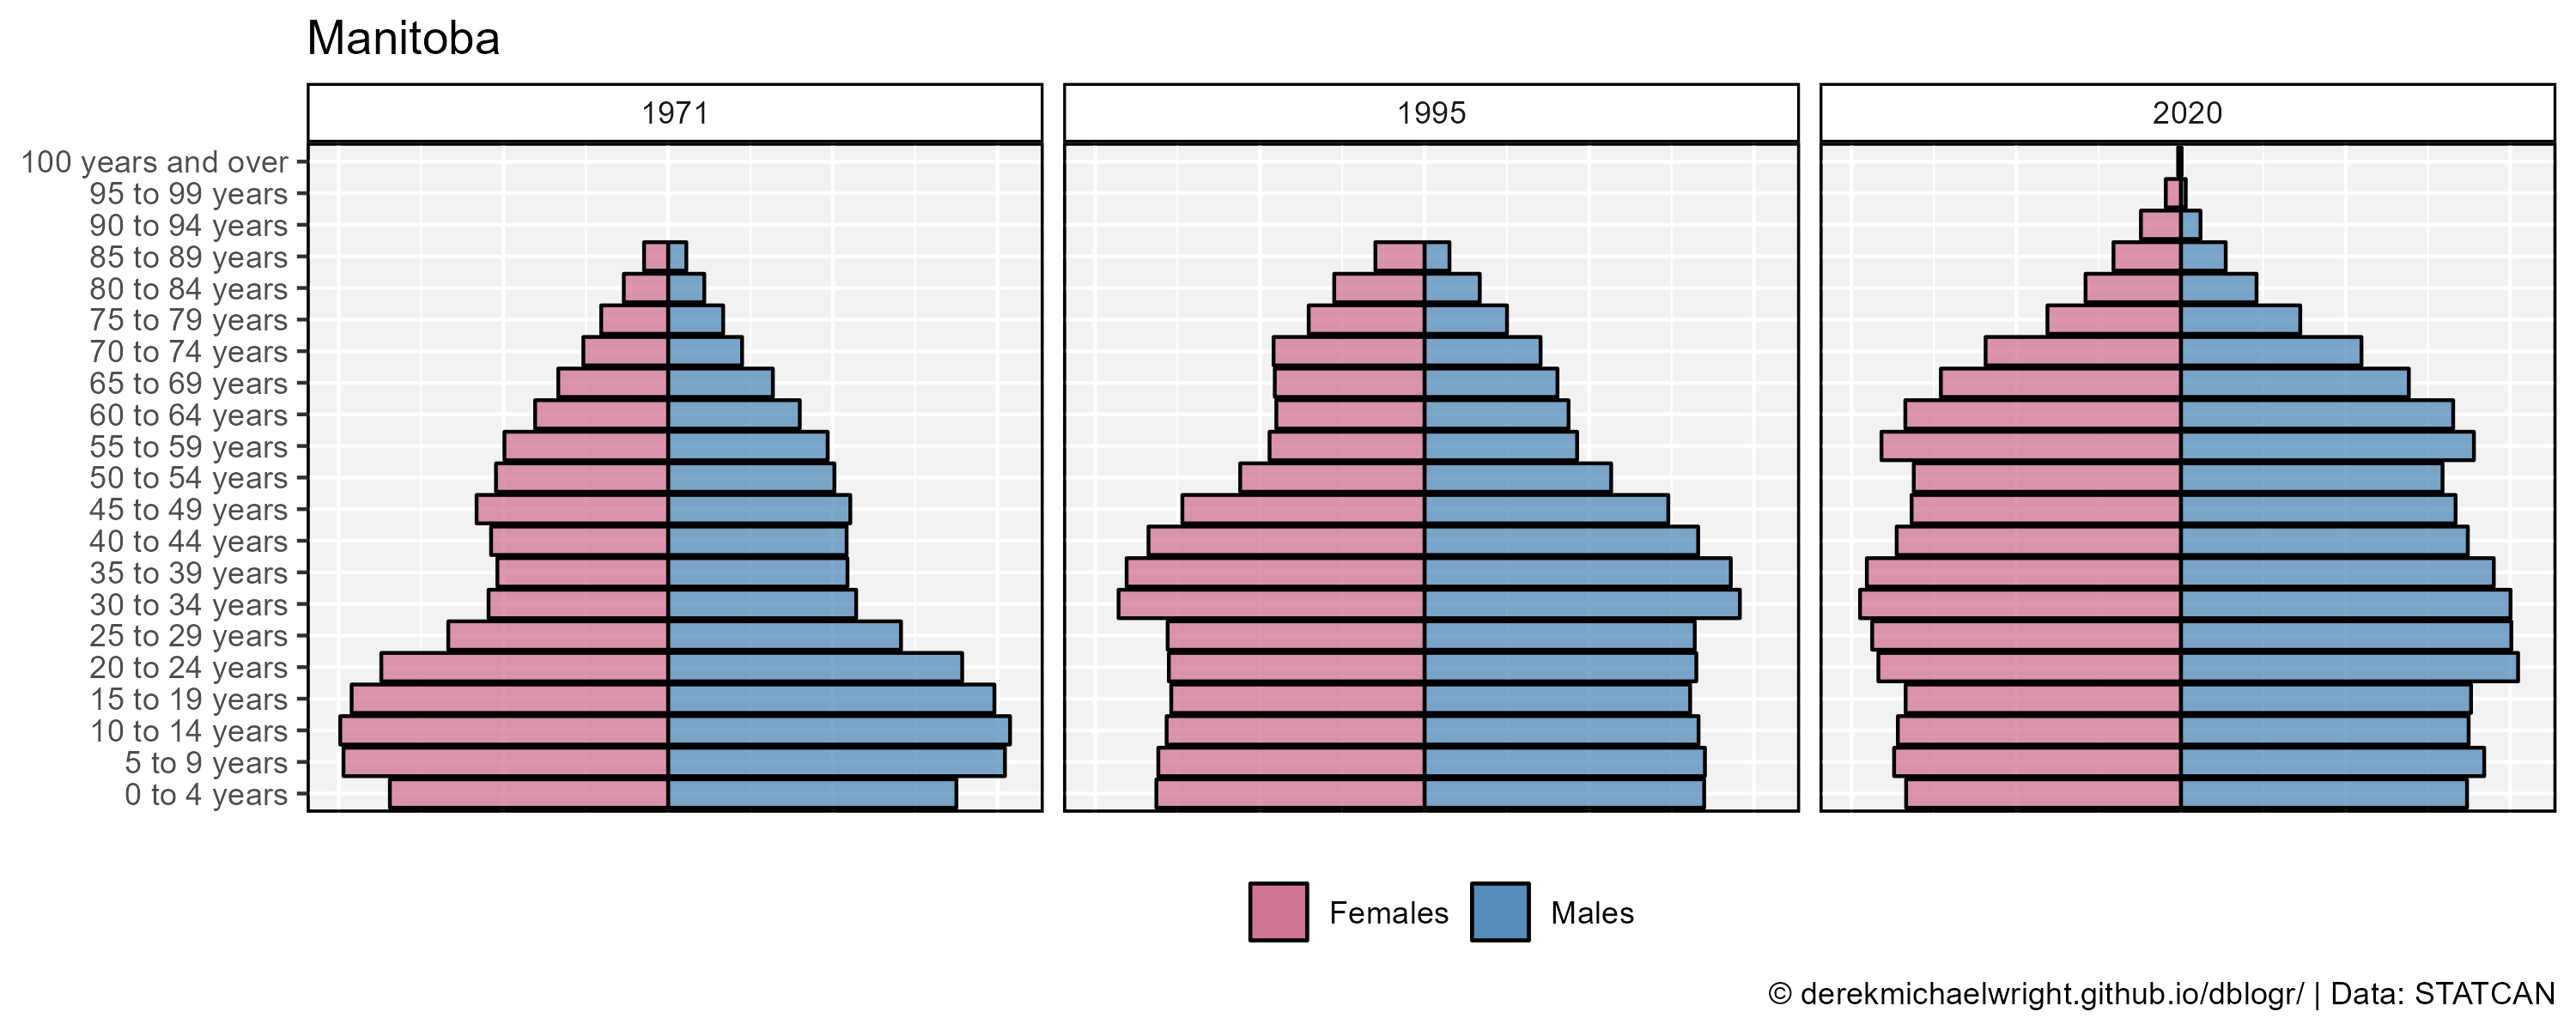 Manitoba
1971
1995
2020
100 years and over
95 to 99 years
90 to 94 years
85 to 89 years
80 to 84 years
75 to 79 years
70 to 74 years
65 to 69 years
60 to 64 years
55 to 59 years
50 to 54 years
45 to 49 years
40 to 44 years
35 to 39 years
30 to 34 years
25 to 29 years
20 to 24 years
15 to 19 years
10 to 14 years
5 to 9 years
0 to 4 years
Females
Males
© derekmichaelwright.github.io/dblogr/ | Data: STATCAN